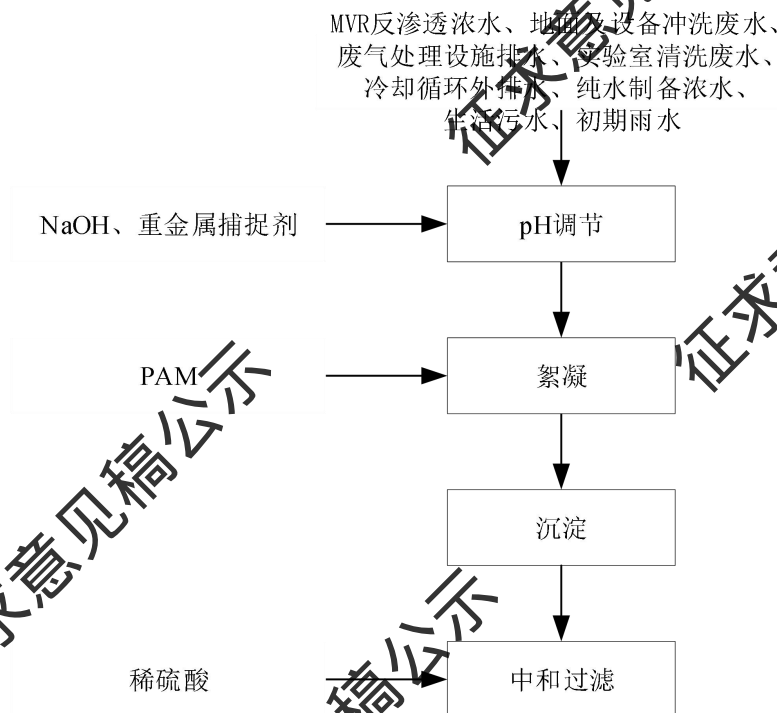 MVR反渗透浓水、地面及设备冲洗废水、
废气处理设施排水、实验室清洗废水、
冷却循环外排水、纯水制备浓水、
生活污水、初期雨水
征求意见
NaOH、重金属捕捉剂
pH调节
征求
PAM
絮凝
求意见稿公示
沉淀
稀硫酸
中和过滤
稿公示